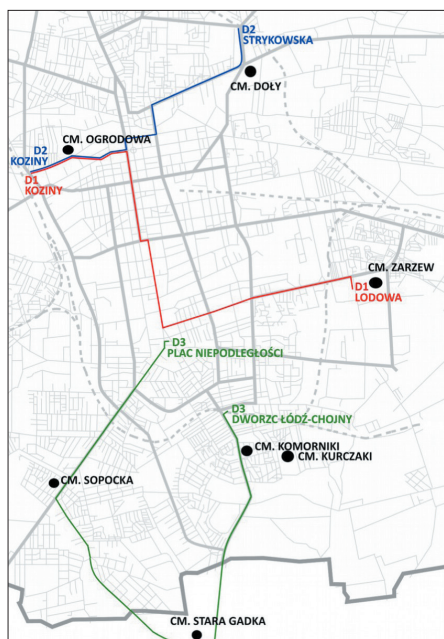 D2
STRYKOWSKA
CM. DOŁY
CM. OGRODOWA
D2
KOZINY
D1
KOZINY
CM. ZARZEW
D1
LODOWA
D3
PLAC NIEPODLEGŁOŚCI
D3
DWORZC ŁÓDŹ-CHOJNY
CM. KOMORNIKI
CM. KURCZAKI
CM. SOPOCKA
CM. STARA GADKA